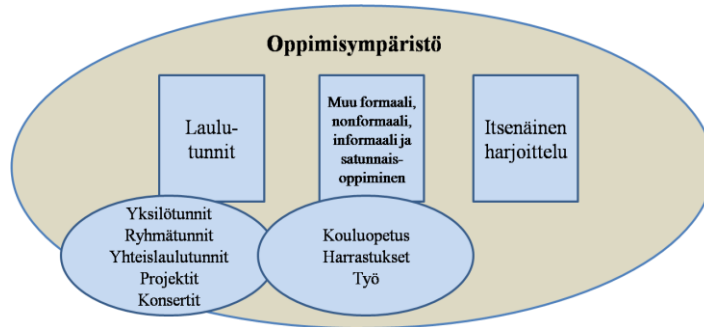 Oppimisympäristö
Laulu-
tunnit
Muu formaali,
nonformaali,
informaali ja
satunnais-
oppiminen
Itsenäinen
harjoittelu
Yksilötunnit
Ryhmätunnit
Yhteislaulutunnit
Projektit
Konsertit
Kouluopetus
Harrastukset
Työ